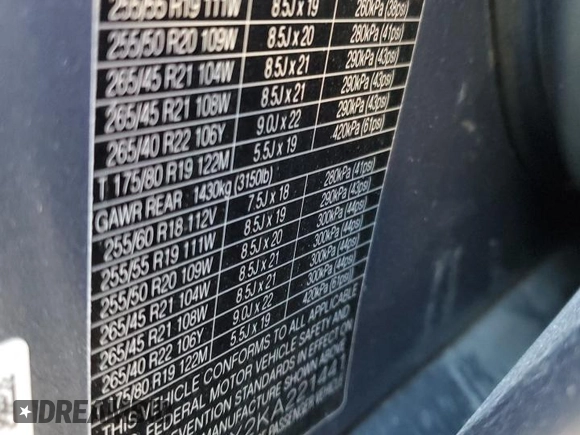 255/55 R19 111W 8.5J x 19 260kPa (38psi)
255/50 R20 109W 8.5J x 20 280kPa (41psi)
265/45 R21 104W 8.5J x 21 290kPa (43psi)
265/45 R21 108W 8.5J x 21 290kPa (43psi)
265/40 R22 106Y 9.0J x 22 290kPa (43psi)
T 175/80 R19 122M 5.5J x 19 420kPa (61psi)
GAWR REAR 1430kg (3150lb)
255/60 R18 112V 7.5J x 18 280kPa (41psi)
255/55 R19 111W 8.5J x 19 290kPa (43psi)
255/50 R20 109W 8.5J x 20 300kPa (44psi)
265/45 R21 104W 8.5J x 21 300kPa (44psi)
265/45 R21 108W 8.5J x 21 300kPa (44psi)
265/40 R22 106Y 9.0J x 22 300kPa (44psi)
T 175/80 R19 122M 5.5J x 19 420kPa (61psi)
THIS VEHICLE CONFORMS TO ALL APPLICABLE
FEDERAL MOTOR VEHICLE SAFETY AND
PREVENTION STANDARDS IN EFFECT ON
MANUFACTURE SHOWN ABOVE
2KA22144
PASSENGER VEHICLE